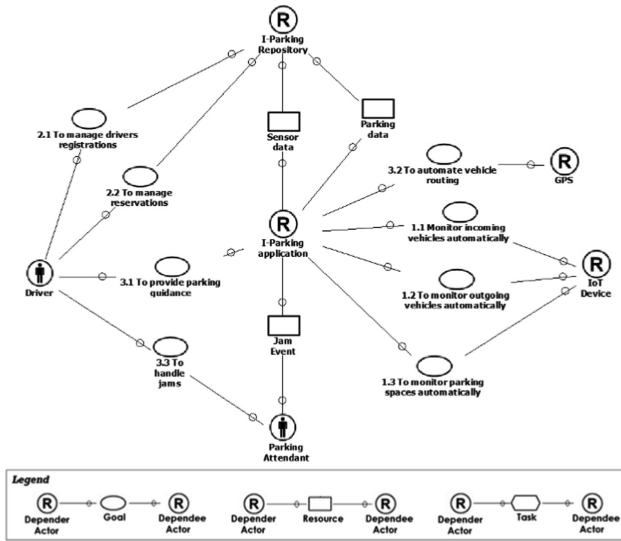 R
I-Parking
Repository
2.1 To manage drivers
registrations
Sensor
data
Parking
data
3.2 To automate vehicle
routing
R
GPS
2.2 To manage
reservations
R
I-Parking
application
1.1 Monitor incoming
vehicles automatically
Driver
3.1 To provide parking
guidance
R
IoT
Device
1.2 To monitor outgoing
vehicles automatically
Jam
Event
3.3 To
handle
jams
1.3 To monitor parking
spaces automatically
Parking
Attendant
Legend
R
Depender
Actor
Goal
R
Dependee
Actor
R
Depender
Actor
Resource
R
Dependee
Actor
R
Depender
Actor
Task
R
Dependee
Actor